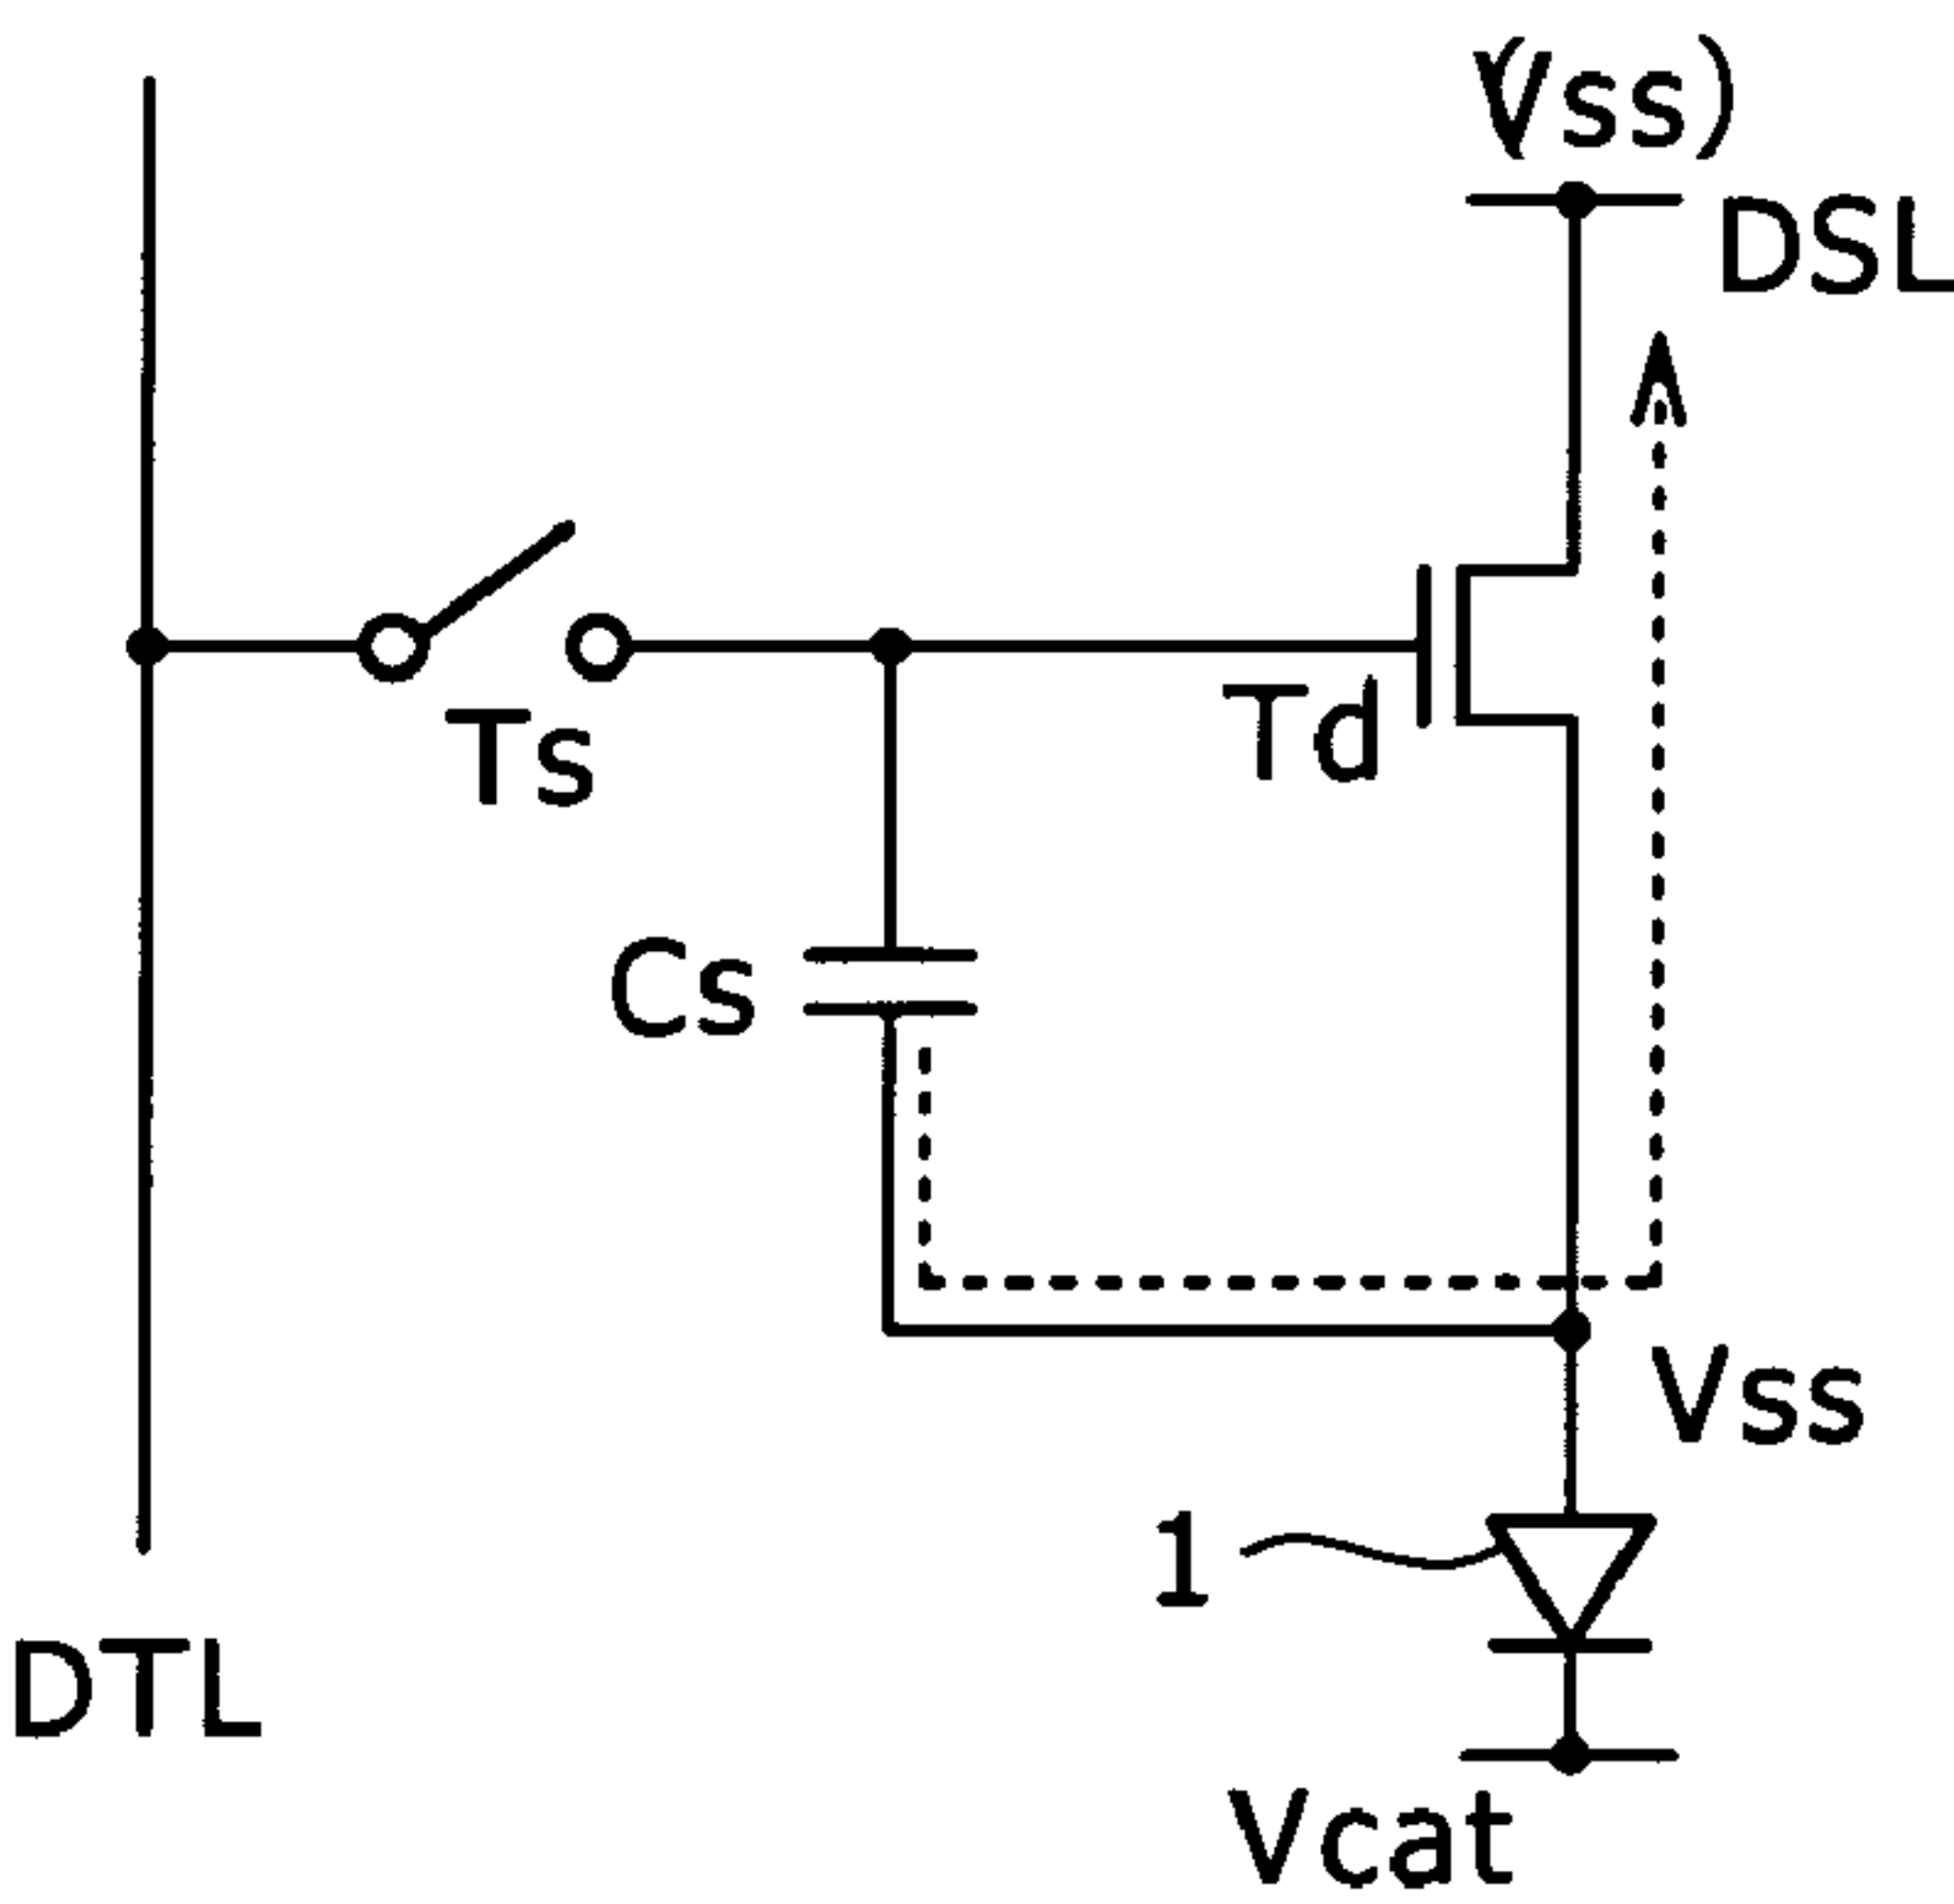 (Vss)
DSL
Ts
Td
Cs
Vss
1
DTL
Vcat